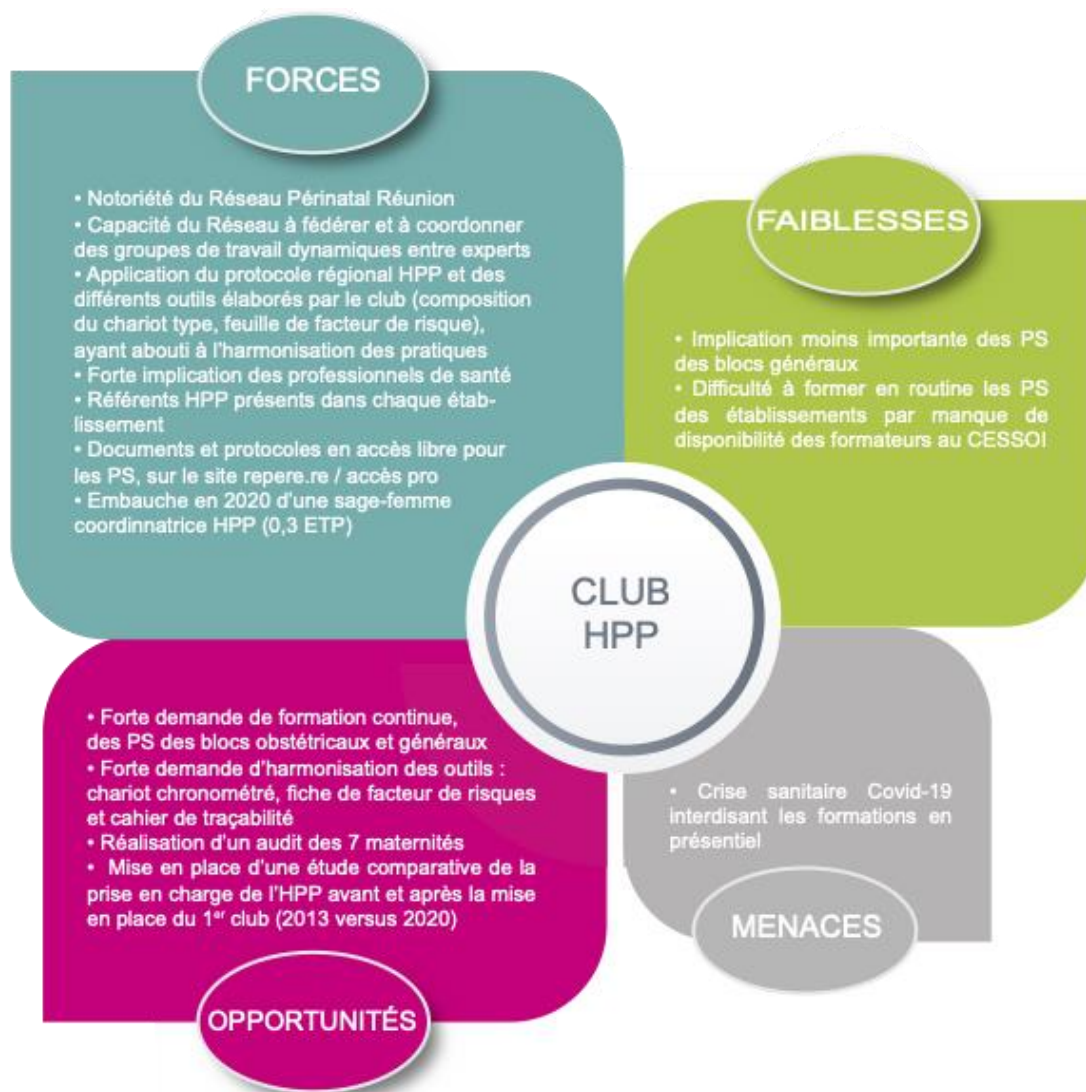 FORCES
• Notoriété du Réseau Périnatal Réunion
• Capacité du Réseau à fédérer et à coordonner
des groupes de travail dynamiques entre experts
• Application du protocole régional HPP et des
différents outils élaborés par le club (composition
du chariot type, feuille de facteur de risque),
ayant abouti à l'harmonisation des pratiques
• Forte implication des professionnels de santé
• Référents HPP présents dans chaque étab-
lissement
• Documents et protocoles en accès libre pour
les PS, sur le site repere.re / accès pro
• Embauche en 2020 d'une sage-femme
coordinnatrice HPP (0,3 ETP)
FAIBLESSES
• Implication moins importante des PS
des blocs généraux
• Difficulté à former en routine les PS
des établissements par manque de
disponibilité des formateurs au CESSOI
CLUB
HPP
• Forte demande de formation continue,
des PS des blocs obstétricaux et généraux
• Forte demande d'harmonisation des outils :
chariot chronométré, fiche de facteur de risques
et cahier de traçabilité
• Réalisation d'un audit des 7 maternités
• Mise en place d'une étude comparative de la
prise en charge de l'HPP avant et après la mise
en place du 1er club (2013 versus 2020)
OPPORTUNITÉS
• Crise sanitaire Covid-19
interdisant les formations en
présentiel
MENACES